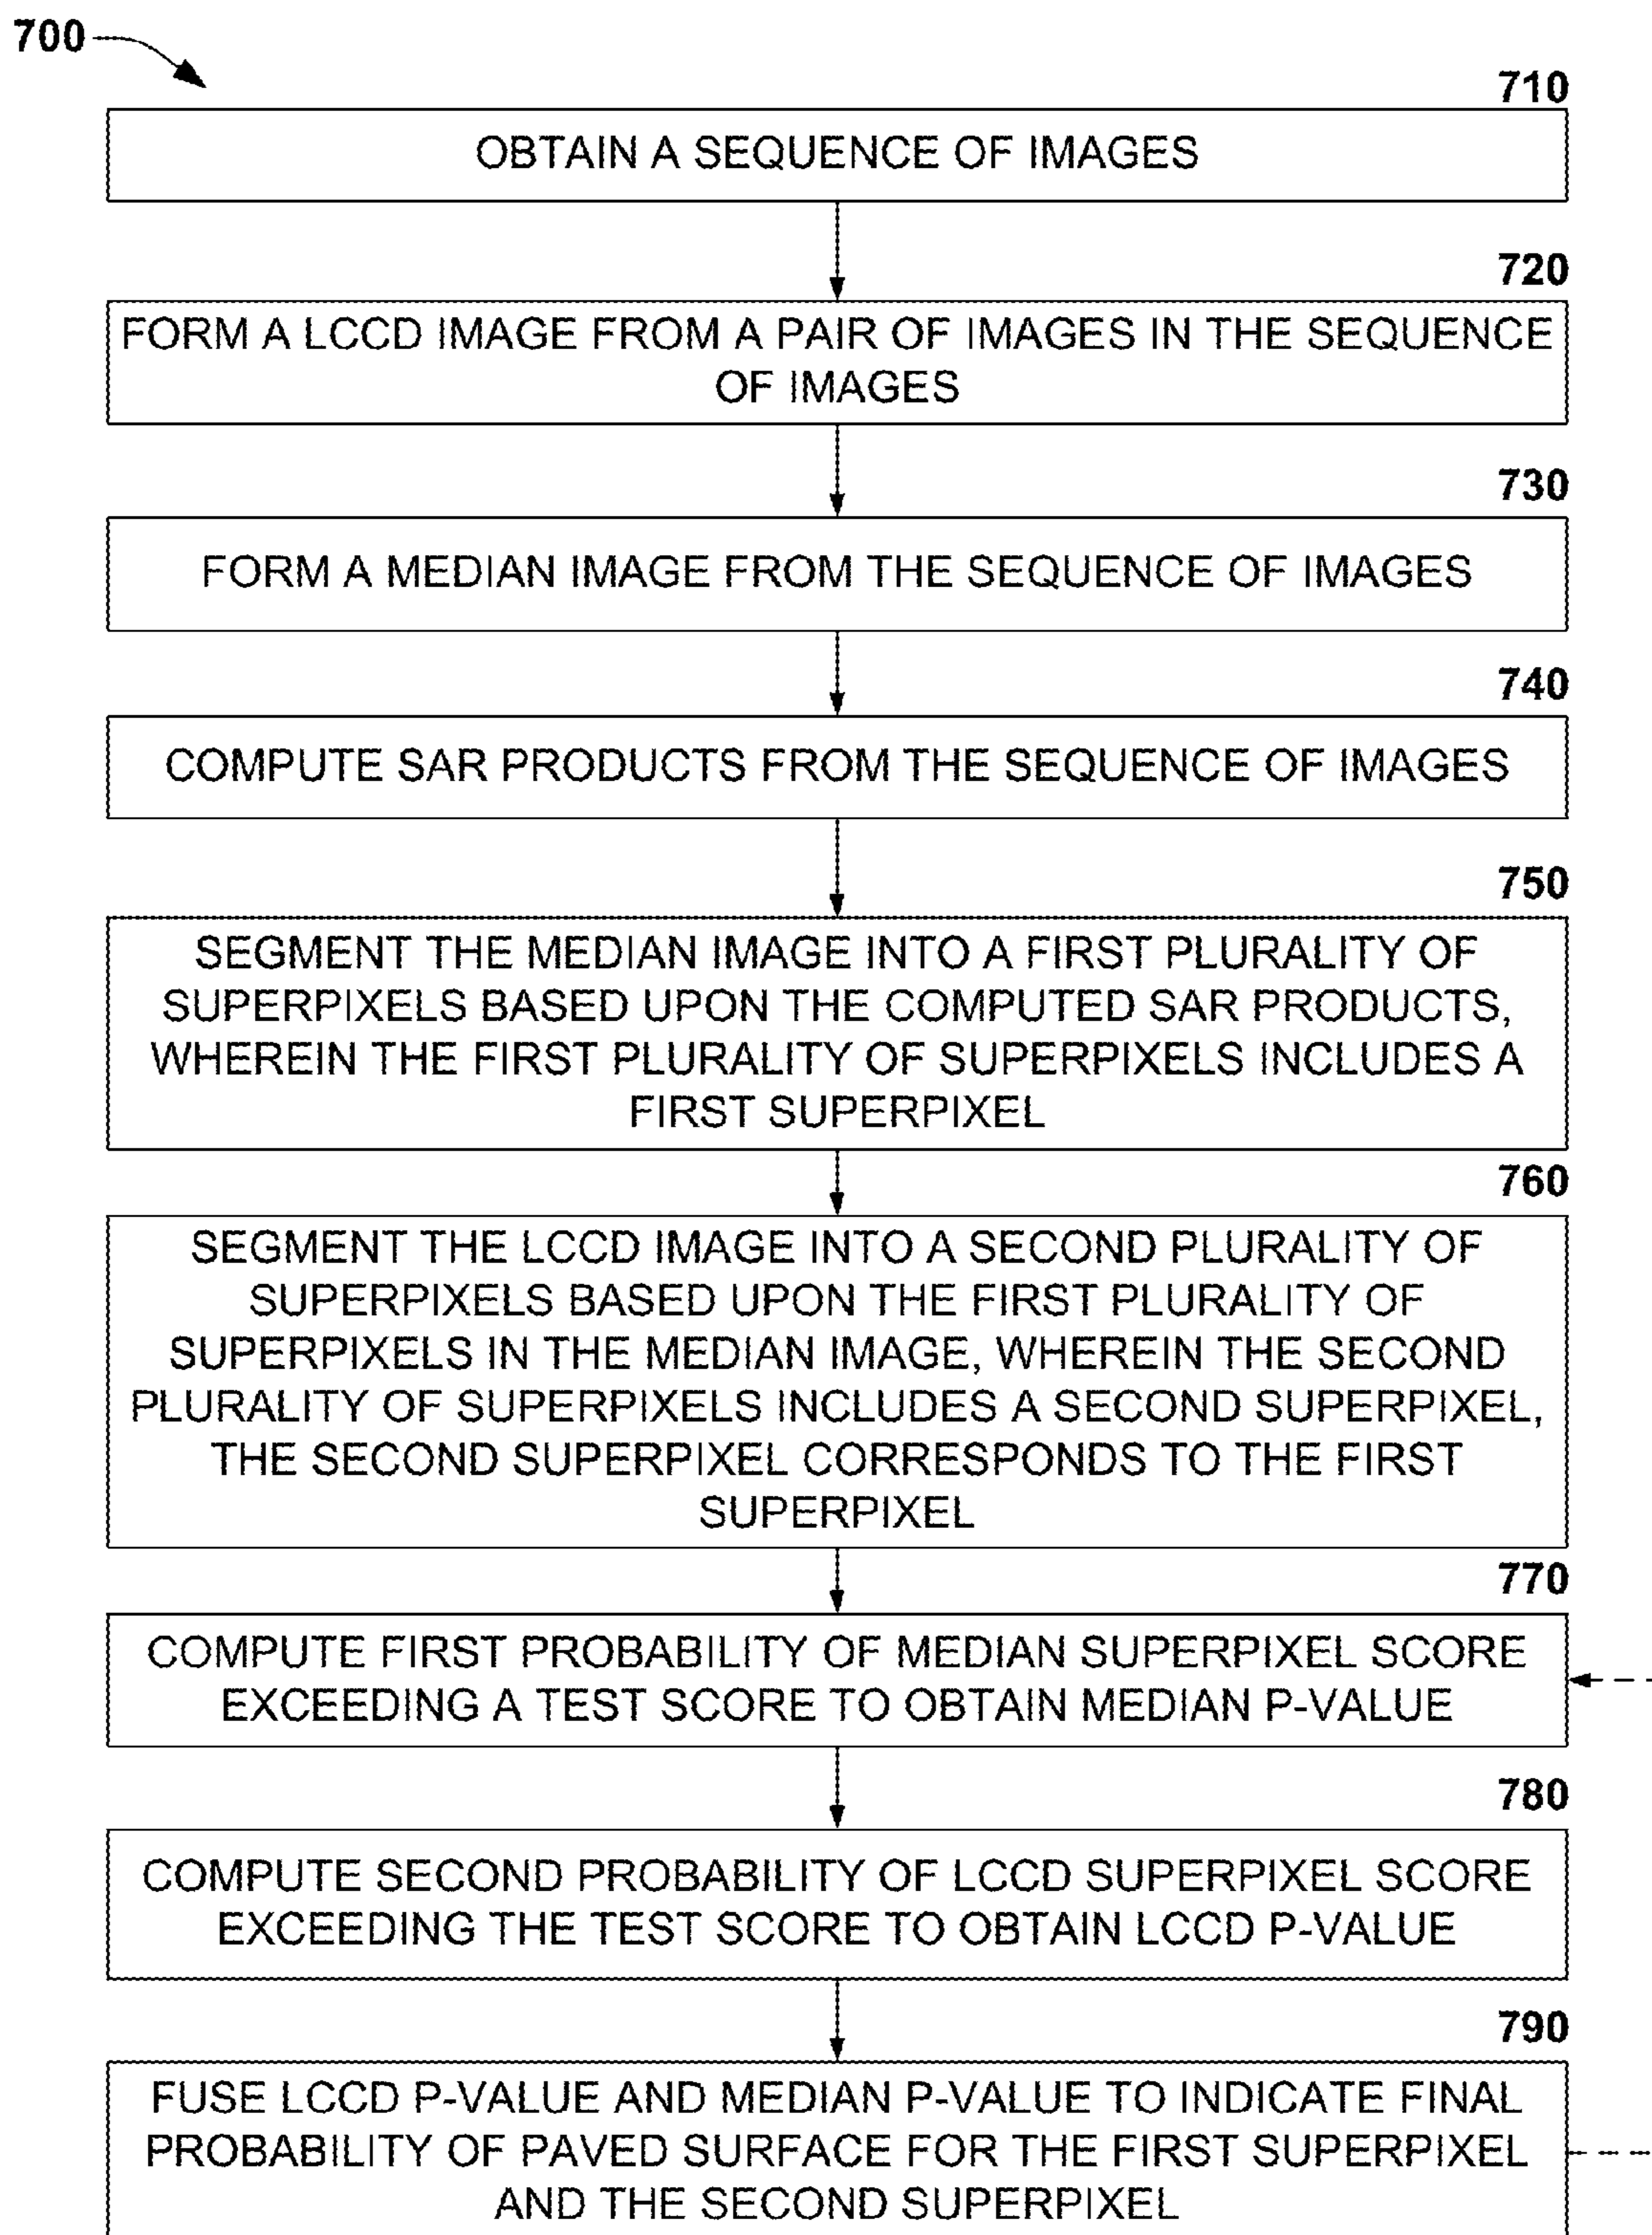 700
710
OBTAIN A SEQUENCE OF IMAGES
720
FORM A LCCD IMAGE FROM A PAIR OF IMAGES IN THE SEQUENCE
OF IMAGES
730
FORM A MEDIAN IMAGE FROM THE SEQUENCE OF IMAGES
740
COMPUTE SAR PRODUCTS FROM THE SEQUENCE OF IMAGES
750
SEGMENT THE MEDIAN IMAGE INTO A FIRST PLURALITY OF
SUPERPIXELS BASED UPON THE COMPUTED SAR PRODUCTS,
WHEREIN THE FIRST PLURALITY OF SUPERPIXELS INCLUDES A
FIRST SUPERPIXEL
760
SEGMENT THE LCCD IMAGE INTO A SECOND PLURALITY OF
SUPERPIXELS BASED UPON THE FIRST PLURALITY OF
SUPERPIXELS IN THE MEDIAN IMAGE, WHEREIN THE SECOND
PLURALITY OF SUPERPIXELS INCLUDES A SECOND SUPERPIXEL,
THE SECOND SUPERPIXEL CORRESPONDS TO THE FIRST
SUPERPIXEL
770
COMPUTE FIRST PROBABILITY OF MEDIAN SUPERPIXEL SCORE
EXCEEDING A TEST SCORE TO OBTAIN MEDIAN P-VALUE
780
COMPUTE SECOND PROBABILITY OF LCCD SUPERPIXEL SCORE
EXCEEDING THE TEST SCORE TO OBTAIN LCCD P-VALUE
790
FUSE LCCD P-VALUE AND MEDIAN P-VALUE TO INDICATE FINAL
PROBABILITY OF PAVED SURFACE FOR THE FIRST SUPERPIXEL
AND THE SECOND SUPERPIXEL